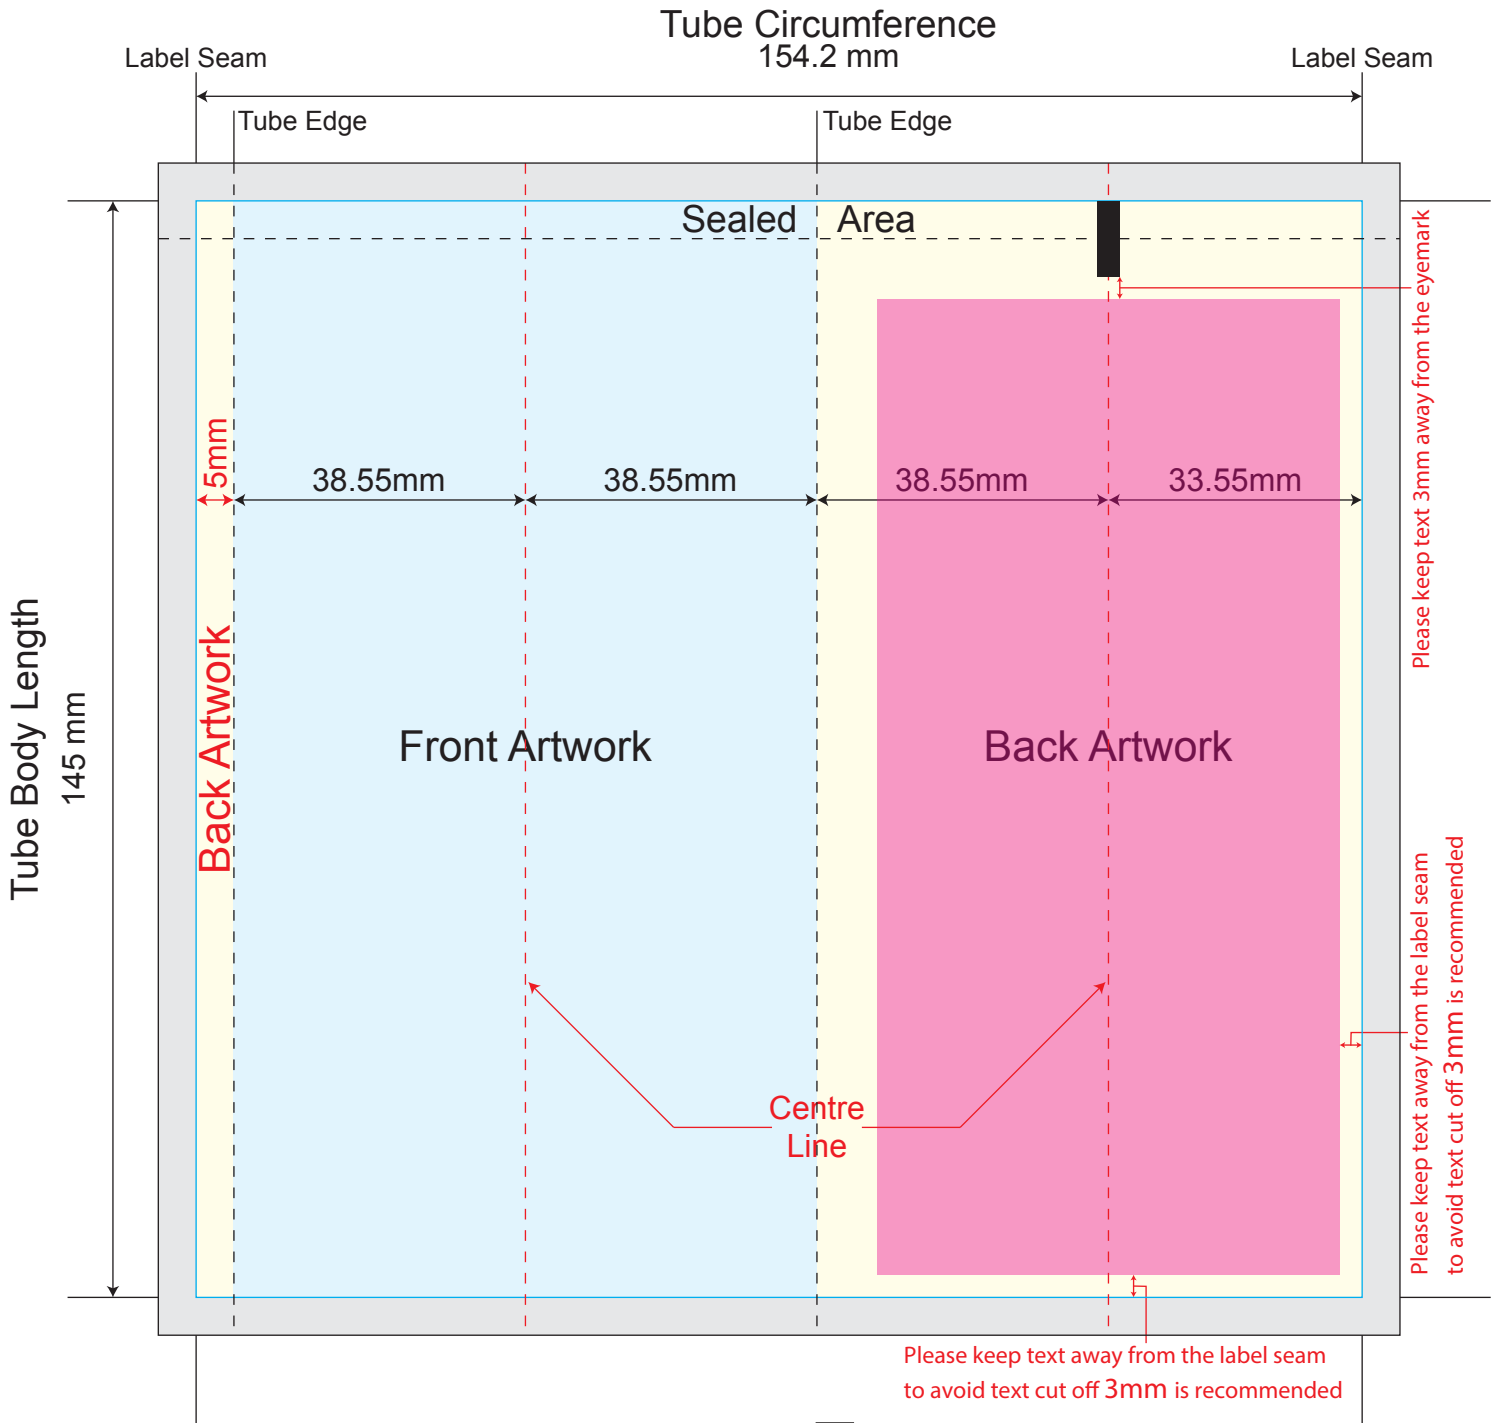 Tube Circumference
154.2 mm
Label Seam
Label Seam
Tube Edge
Tube Edge
Sealed Area
Please keep text 3mm away from the eyemark
5mm
38.55mm
38.55mm
38.55mm
33.55mm
Tube Body Length
145 mm
Back Artwork
Front Artwork
Back Artwork
Please keep text away from the label seam
to avoid text cut off 3mm is recommended
Centre
Line
Please keep text away from the label seam
to avoid text cut off 3mm is recommended